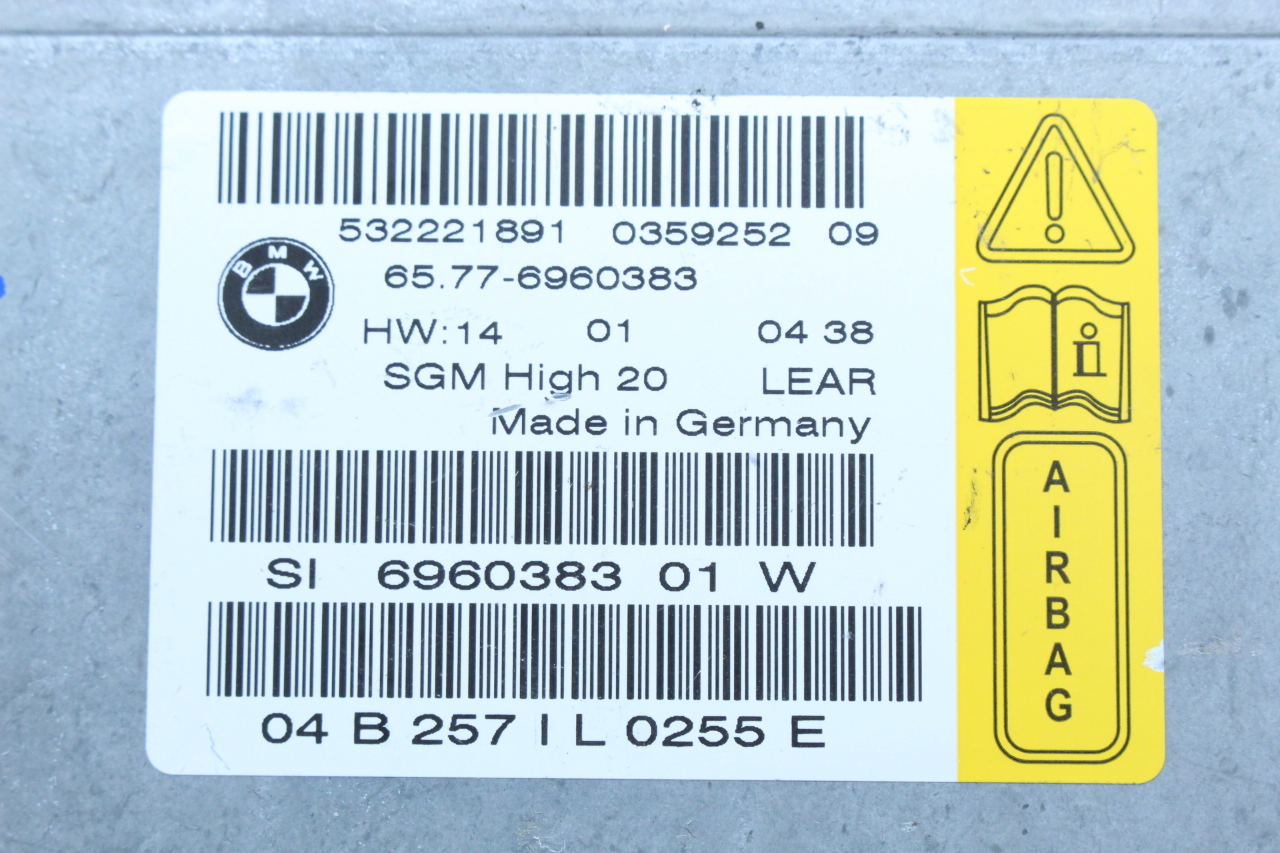 532221891 0359252 09
BMW
65.77-6960383
HW:14 01 04 38
SGM High 20 LEAR
Made in Germany
SI 6960383 01 W
04 B 257 I L 0255 E
i
AIRBAG